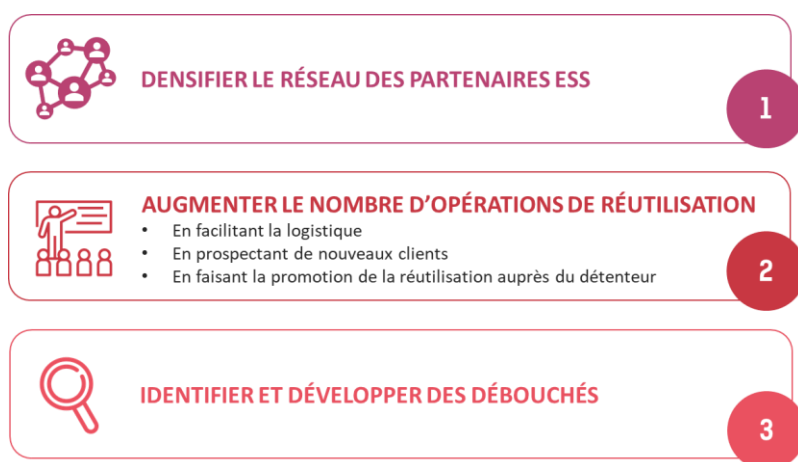 DENSIFIER LE RÉSEAU DES PARTENAIRES ESS
1
AUGMENTER LE NOMBRE D'OPÉRATIONS DE RÉUTILISATION
• En facilitant la logistique
• En prospectant de nouveaux clients
• En faisant la promotion de la réutilisation auprès du détenteur
2
IDENTIFIER ET DÉVELOPPER DES DÉBOUCHÉS
3